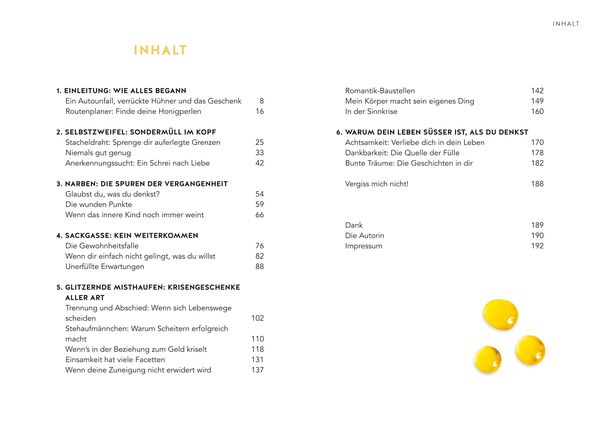 INHALT
INHALT
1. EINLEITUNG: WIE ALLES BEGANN
Ein Autounfall, verrückte Hühner und das Geschenk 8
Routenplaner: Finde deine Honigperlen 16
2. SELBSTZWEIFEL: SONDERMÜLL IM KOPF
Stacheldraht: Sprenge dir auferlegte Grenzen 25
Niemals gut genug 33
Anerkennungssucht: Ein Schrei nach Liebe 42
3. NARBEN: DIE SPUREN DER VERGANGENHEIT
Glaubst du, was du denkst? 54
Die wunden Punkte 59
Wenn das innere Kind noch immer weint 66
4. SACKGASSE: KEIN WEITERKOMMEN
Die Gewohnheitsfalle 76
Wenn dir einfach nicht gelingt, was du willst 82
Unerfüllte Erwartungen 88
5. GLITZERNDE MISTHAUFEN: KRISENGESCHENKE
ALLER ART
Trennung und Abschied: Wenn sich Lebenswege
scheiden 102
Stehaufmännchen: Warum Scheitern erfolgreich
macht 110
Wenn's in der Beziehung zum Geld kriselt 118
Einsamkeit hat viele Facetten 131
Wenn deine Zuneigung nicht erwidert wird 137
Romantik-Baustellen 142
Mein Körper macht sein eigenes Ding 149
In der Sinnkrise 160
6. WARUM DEIN LEBEN SÜSSER IST, ALS DU DENKST
Achtsamkeit: Verliebe dich in dein Leben 170
Dankbarkeit: Die Quelle der Fülle 178
Bunte Träume: Die Geschichten in dir 182
Vergiss mich nicht! 188
Dank 189
Die Autorin 190
Impressum 192